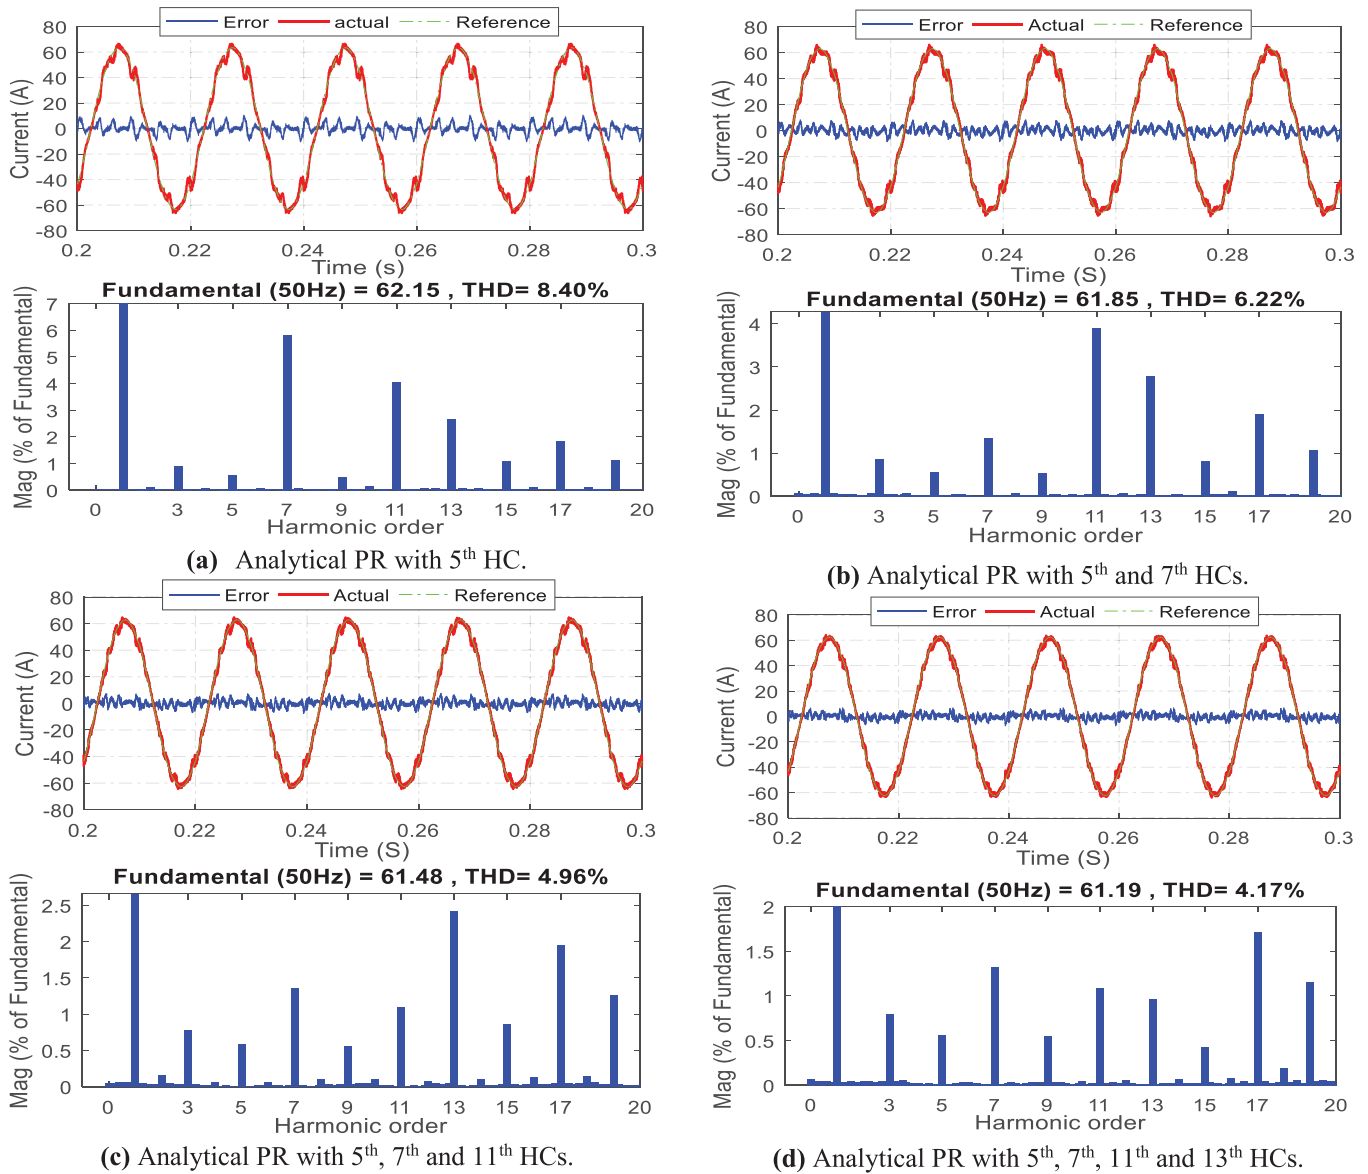 Error actual Reference
80
60
40
20
0
-20
-40
-60
-80
Current (A)
0.2 0.22 0.24 0.26 0.28 0.3
Time (s)
Fundamental (50Hz) = 62.15 , THD= 8.40%
7
6
5
4
3
2
1
0
Mag (% of Fundamental)
0 3 5 7 9 11 13 15 17 20
Harmonic order
(a) Analytical PR with 5th HC.
Error Actual Reference
80
60
40
20
0
-20
-40
-60
-80
Current (A)
0.2 0.22 0.24 0.26 0.28 0.3
Time (S)
Fundamental (50Hz) = 61.85 , THD= 6.22%
4
3
2
1
0
Mag (% of Fundamental)
0 3 5 7 9 11 13 15 17 20
Harmonic order
(b) Analytical PR with 5th and 7th HCs.
Error Actual Reference
80
60
40
20
0
-20
-40
-60
-80
Current (A)
0.2 0.22 0.24 0.26 0.28 0.3
Time (S)
Fundamental (50Hz) = 61.48 , THD= 4.96%
2.5
2
1.5
1
0.5
0
Mag (% of Fundamental)
0 3 5 7 9 11 13 15 17 20
Harmonic order
(c) Analytical PR with 5th, 7th and 11th HCs.
Error Actual Reference
80
60
40
20
0
-20
-40
-60
-80
Current (A)
0.2 0.22 0.24 0.26 0.28 0.3
Time (S)
Fundamental (50Hz) = 61.19 , THD= 4.17%
2
1.5
1
0.5
0
Mag (% of Fundamental)
0 3 5 7 9 11 13 15 17 20
Harmonic order
(d) Analytical PR with 5th, 7th, 11th and 13th HCs.